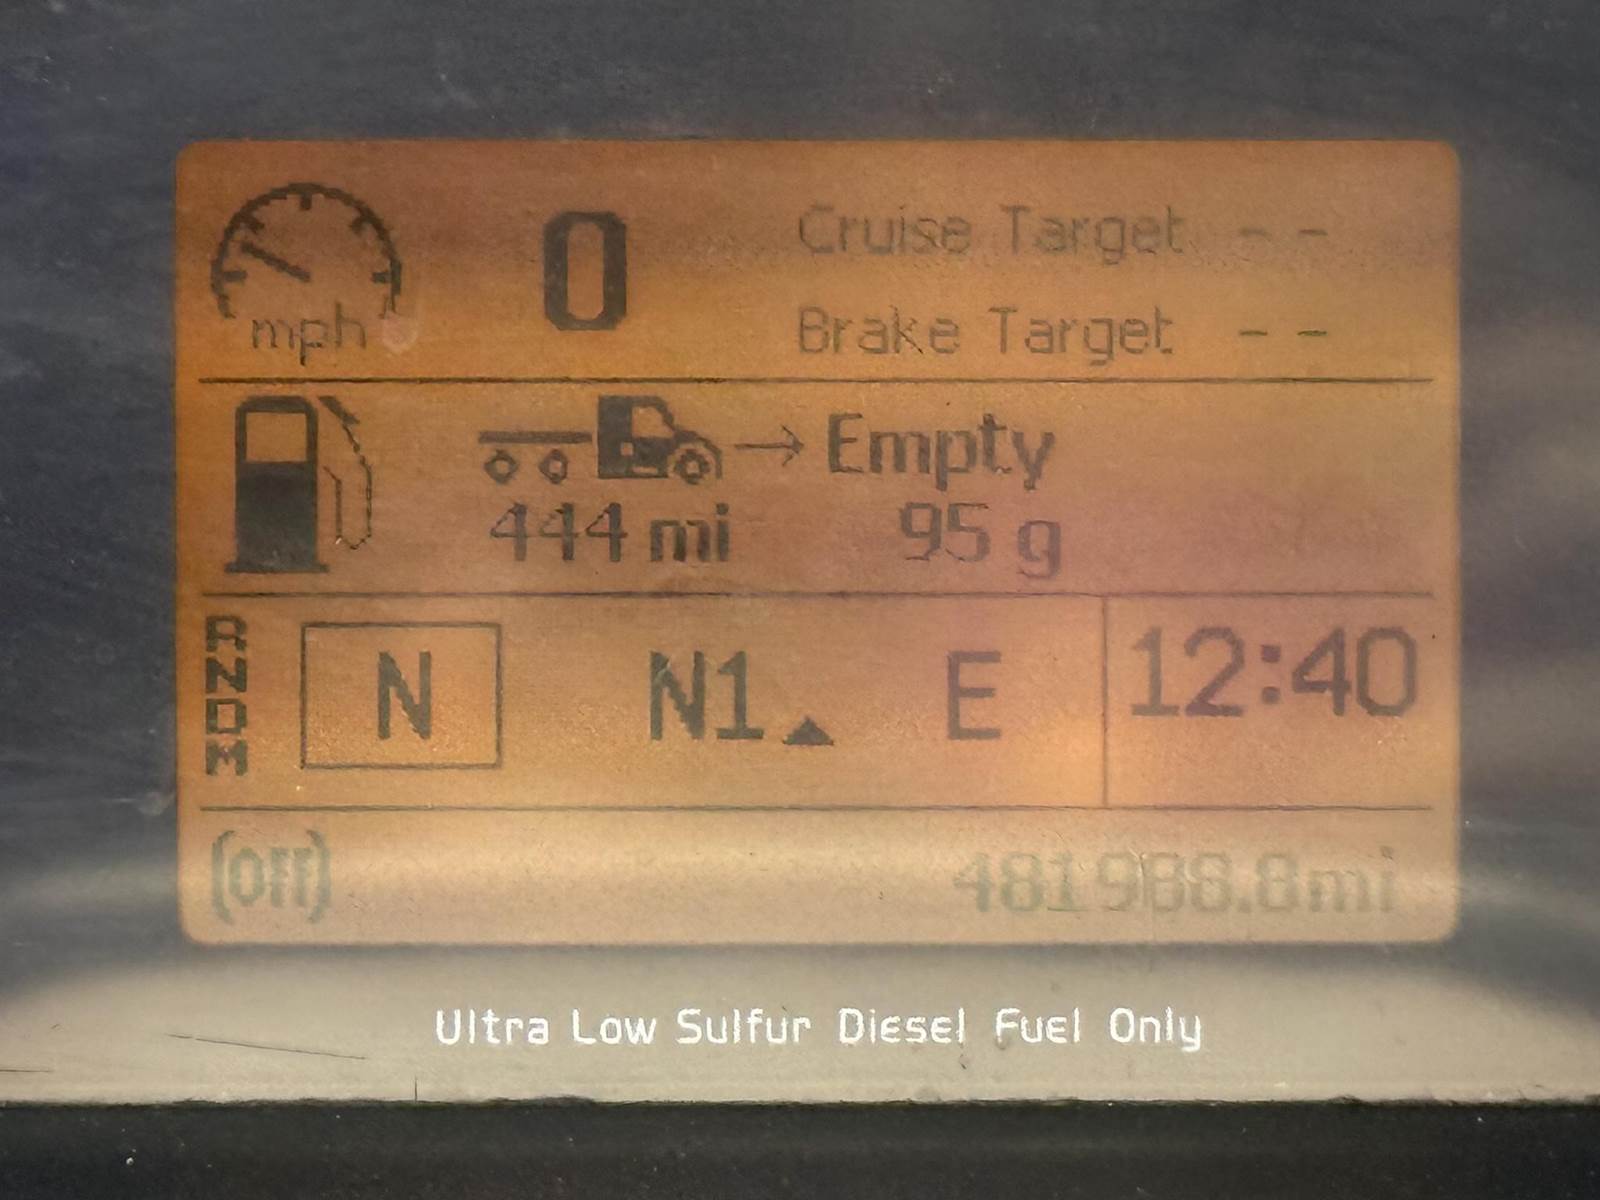 0 Cruise Target --
mph Brake Target --
Empty
444 mi 95 g
RNDM
N N1 E 12:40
(OFF) 481988.8mi
Ultra Low Sulfur Diesel Fuel Only